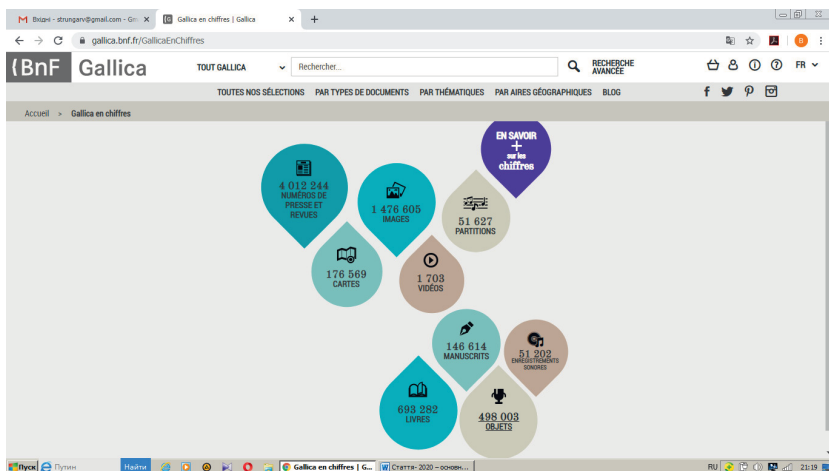 Вхідні - strungarv@gmail.com - Gm
Gallica en chiffres | Gallica
gallica.bnf.fr/GallicaEnChiffres
{BnF Gallica
TOUT GALLICA
Rechercher...
RECHERCHE
AVANCÉE
FR
TOUTES NOS SÉLECTIONS PAR TYPES DE DOCUMENTS PAR THÉMATIQUES PAR AIRES GÉOGRAPHIQUES BLOG
Accueil > Gallica en chiffres
EN SAVOIR
+
sur les
chiffres
4 012 244
NUMÉROS DE
PRESSE ET
REVUES
1 476 605
IMAGES
51 627
PARTITIONS
176 569
CARTES
1 703
VIDÉOS
146 614
MANUSCRITS
51 202
ENREGISTREMENTS
SONORES
693 282
LIVRES
498 003
OBJETS
Пуск
Путин
Найти
Gallica en chiffres | G...
Стаття- 2020 – основн...
RU
21:19